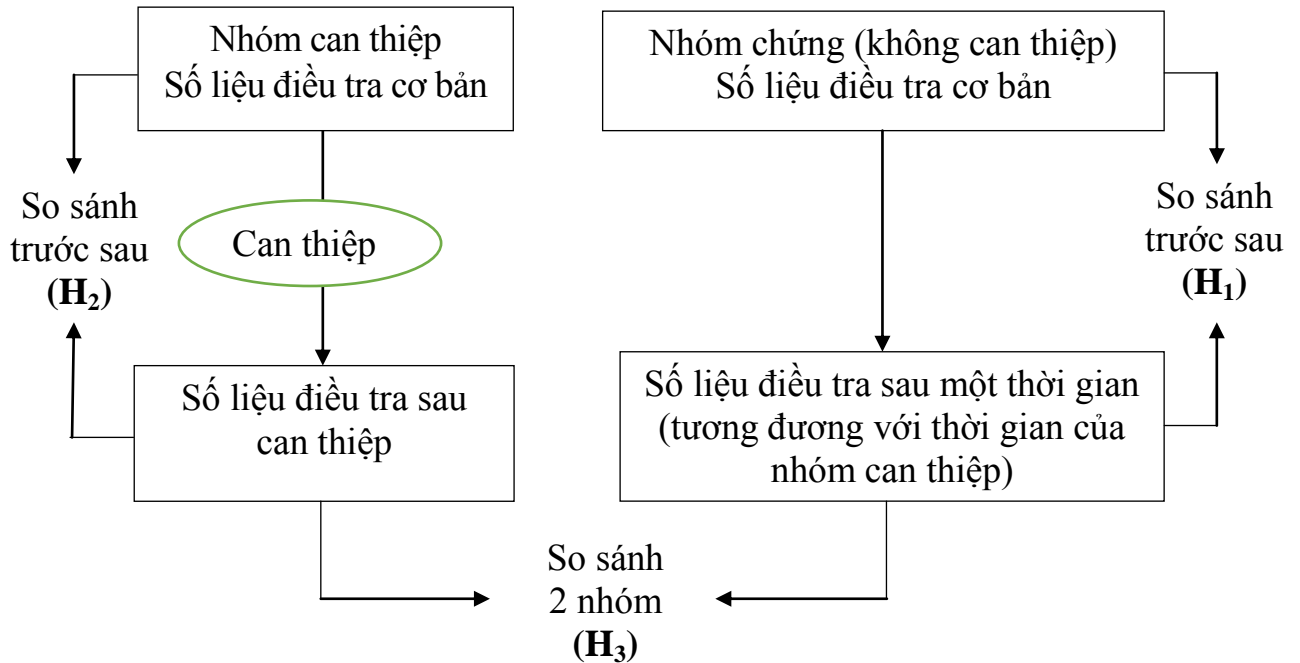 Nhóm can thiệp
Số liệu điều tra cơ bản
Nhóm chứng (không can thiệp)
Số liệu điều tra cơ bản
So sánh
trước sau
(H₂)
Can thiệp
So sánh
trước sau
(H₁)
Số liệu điều tra sau
can thiệp
Số liệu điều tra sau một thời gian
(tương đương với thời gian của
nhóm can thiệp)
So sánh
2 nhóm
(H₃)